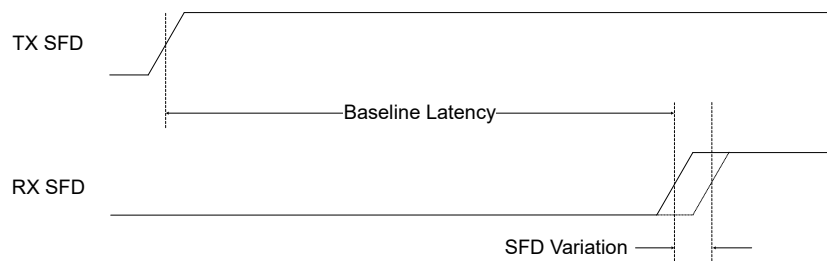 TX SFD
Baseline Latency
RX SFD
SFD Variation